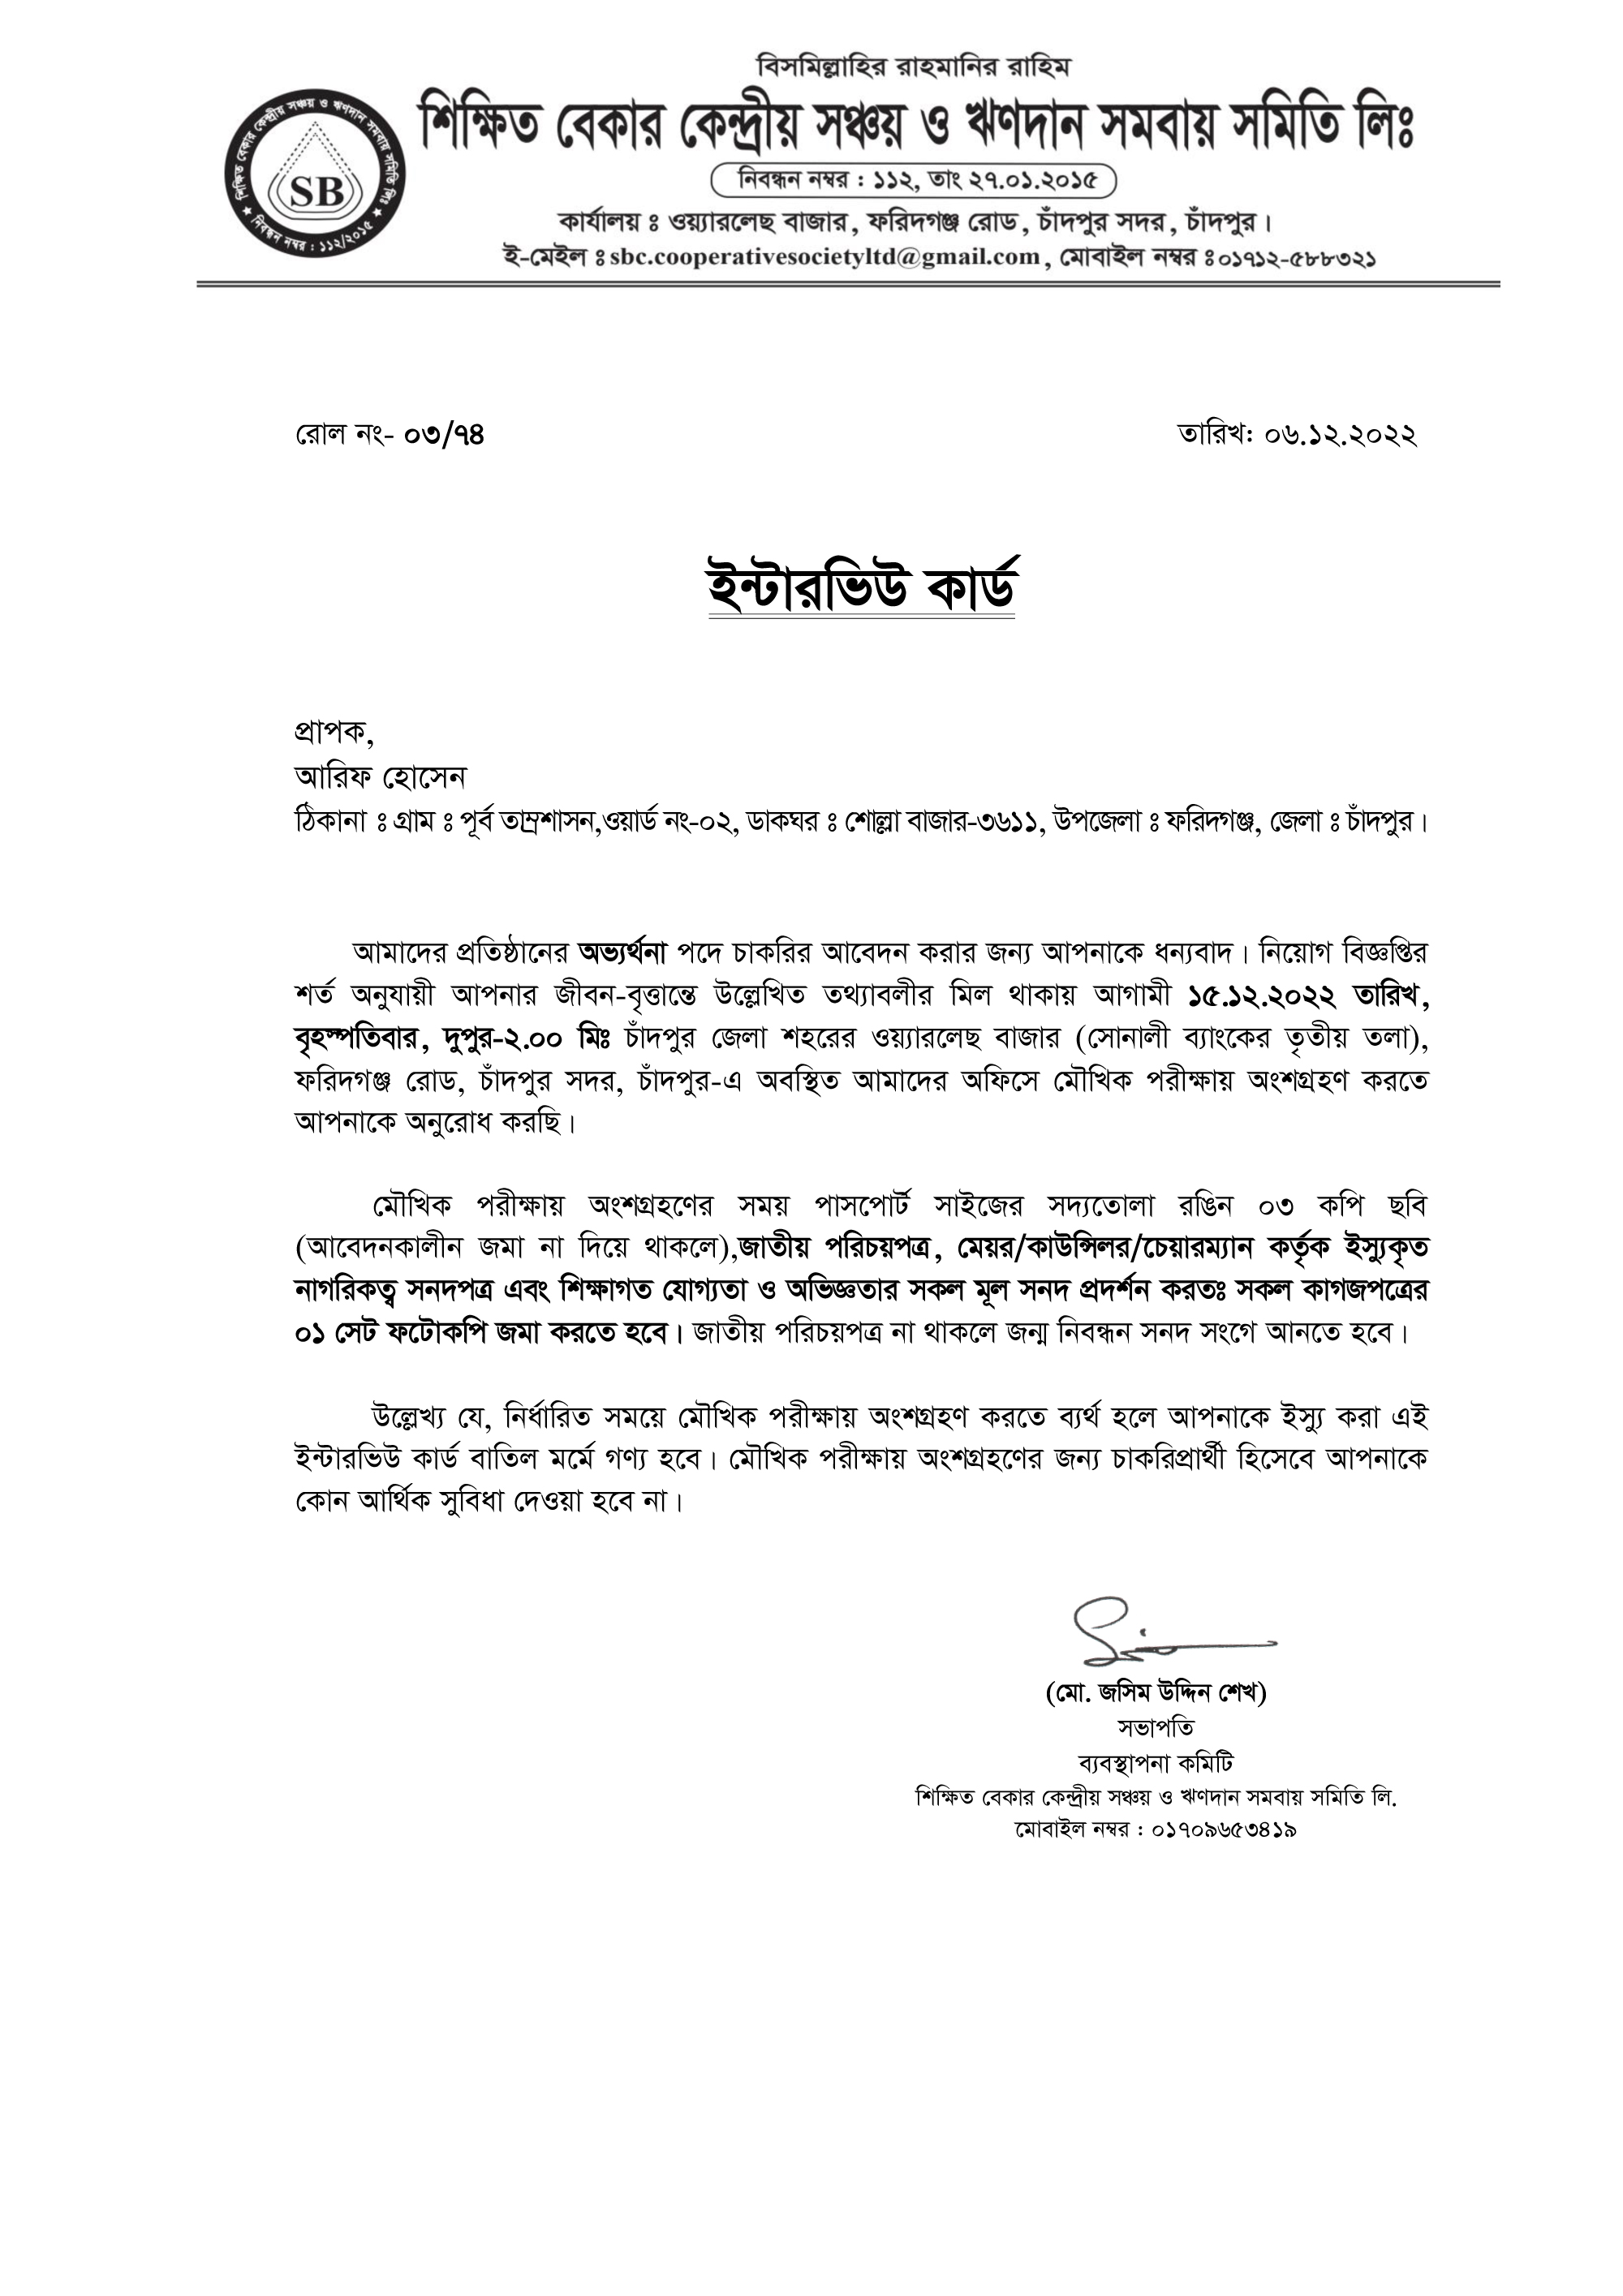 বিসমিল্লাহির রাহমানির রাহিম
শিক্ষিত বেকার কেন্দ্রীয় সঞ্চয় ও ঋণদান সমবায় সমিতি লিঃ
শিক্ষিত বেকার কেন্দ্রীয় সঞ্চয় ও ঋণদান সমবায় সমিতি লিঃ
SB
★ নিবন্ধন নম্বর : ১১২/২০১৫ ★
নিবন্ধন নম্বর : ১১২, তাং ২৭.০১.২০১৫
কার্যালয় ঃ ওয়্যারলেছ বাজার, ফরিদগঞ্জ রোড, চাঁদপুর সদর, চাঁদপুর।
ই-মেইল ঃ sbc.cooperativesocietyltd@gmail.com, মোবাইল নম্বর ঃ ০১৭১২-৫৮৮৩২১
রোল নং- ০৩/৭৪
তারিখ: ০৬.১২.২০২২
ইন্টারভিউ কার্ড
প্রাপক,
আরিফ হোসেন
ঠিকানা ঃ গ্রাম ঃ পূর্ব তাম্রশাসন,ওয়ার্ড নং-০২, ডাকঘর ঃ শোল্লা বাজার-৩৬১১, উপজেলা ঃ ফরিদগঞ্জ, জেলা ঃ চাঁদপুর।
আমাদের প্রতিষ্ঠানের অভ্যর্থনা পদে চাকরির আবেদন করার জন্য আপনাকে ধন্যবাদ। নিয়োগ বিজ্ঞপ্তির
শর্ত অনুযায়ী আপনার জীবন-বৃত্তান্তে উল্লেখিত তথ্যাবলীর মিল থাকায় আগামী ১৫.১২.২০২২ তারিখ,
বৃহস্পতিবার, দুপুর-২.০০ মিঃ চাঁদপুর জেলা শহরের ওয়্যারলেছ বাজার (সোনালী ব্যাংকের তৃতীয় তলা),
ফরিদগঞ্জ রোড, চাঁদপুর সদর, চাঁদপুর-এ অবস্থিত আমাদের অফিসে মৌখিক পরীক্ষায় অংশগ্রহণ করতে
আপনাকে অনুরোধ করছি।
মৌখিক পরীক্ষায় অংশগ্রহণের সময় পাসপোর্ট সাইজের সদ্যতোলা রঙিন ০৩ কপি ছবি
(আবেদনকালীন জমা না দিয়ে থাকলে),জাতীয় পরিচয়পত্র, মেয়র/কাউন্সিলর/চেয়ারম্যান কর্তৃক ইস্যুকৃত
নাগরিকত্ব সনদপত্র এবং শিক্ষাগত যোগ্যতা ও অভিজ্ঞতার সকল মূল সনদ প্রদর্শন করতঃ সকল কাগজপত্রের
০১ সেট ফটোকপি জমা করতে হবে। জাতীয় পরিচয়পত্র না থাকলে জন্ম নিবন্ধন সনদ সংগে আনতে হবে।
উল্লেখ্য যে, নির্ধারিত সময়ে মৌখিক পরীক্ষায় অংশগ্রহণ করতে ব্যর্থ হলে আপনাকে ইস্যু করা এই
ইন্টারভিউ কার্ড বাতিল মর্মে গণ্য হবে। মৌখিক পরীক্ষায় অংশগ্রহণের জন্য চাকরিপ্রার্থী হিসেবে আপনাকে
কোন আর্থিক সুবিধা দেওয়া হবে না।
(মো. জসিম উদ্দিন শেখ)
সভাপতি
ব্যবস্থাপনা কমিটি
শিক্ষিত বেকার কেন্দ্রীয় সঞ্চয় ও ঋণদান সমবায় সমিতি লি.
মোবাইল নম্বর : ০১৭০৯৬৫৩৪১৯